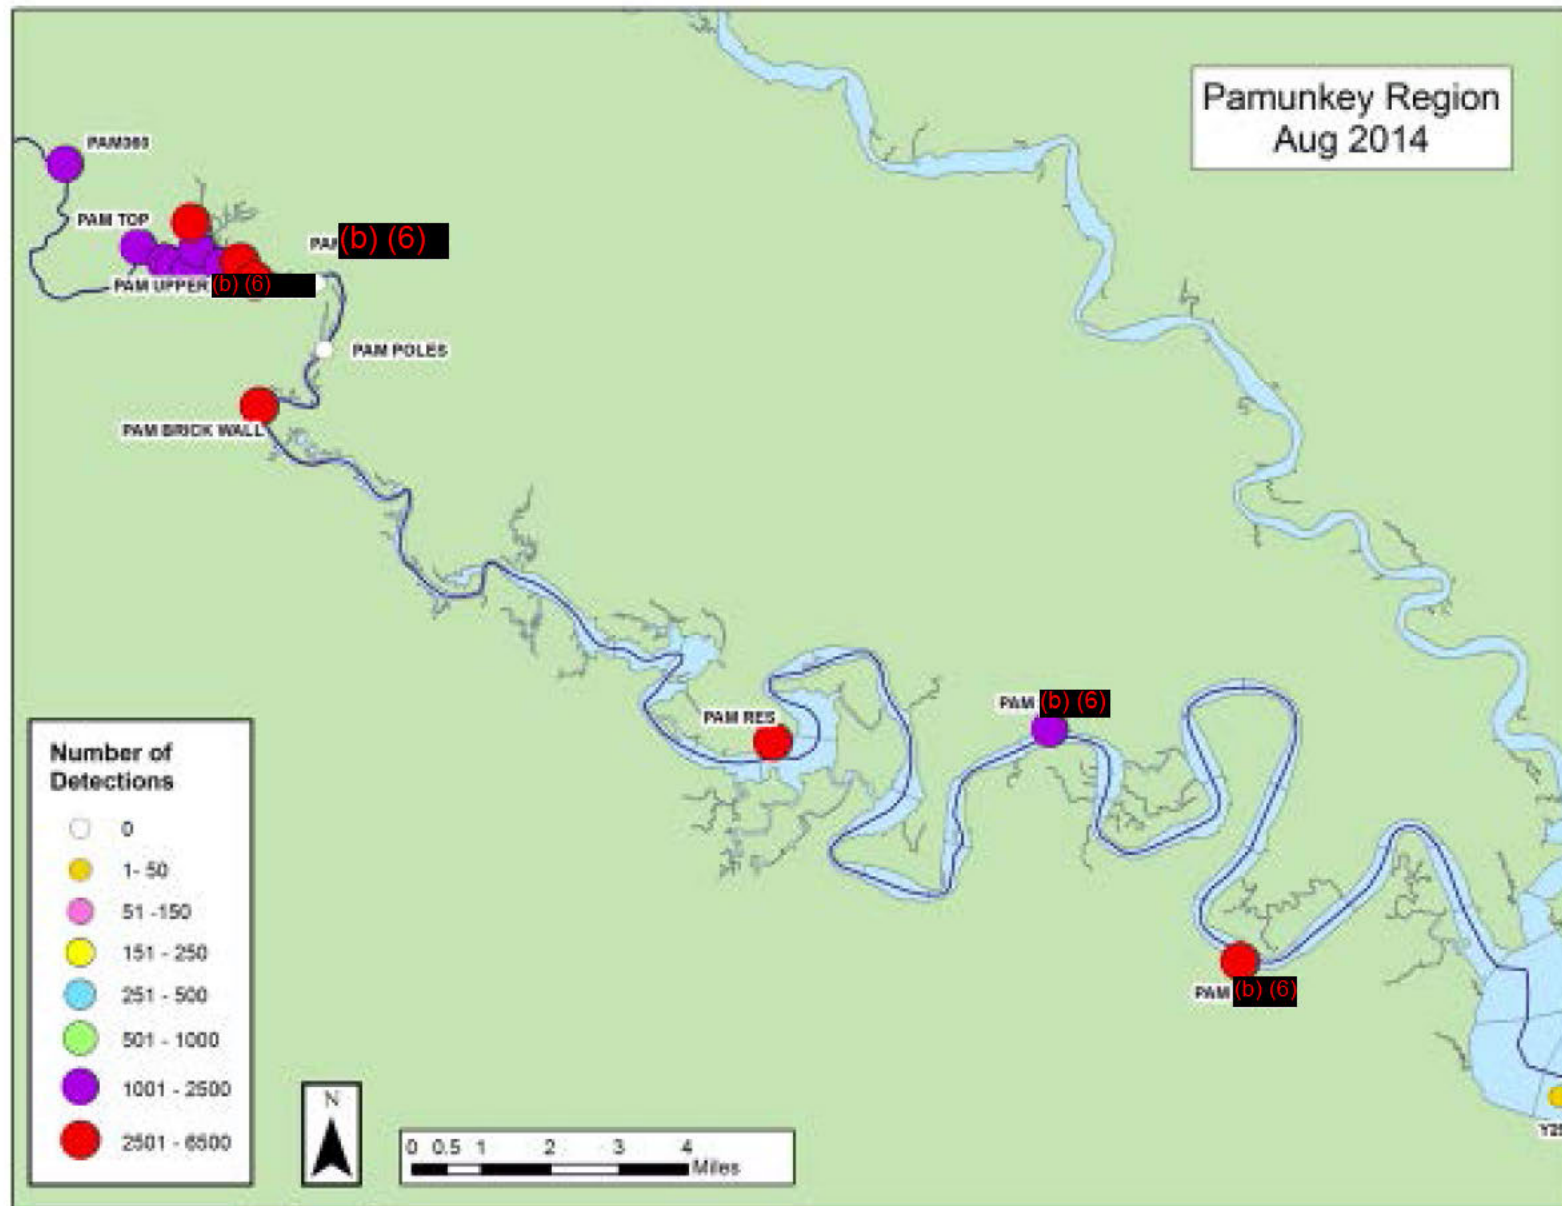 Pamunkey Region
Aug 2014
PAM360
PAM TOP
PAM (b) (6)
PAM UPPER (b) (6)
PAM POLES
PAM BRICK WALL
PAM RES
PAM (b) (6)
PAM (b) (6)
Number of
Detections
0
1- 50
51 -150
151 - 250
251 - 500
501 - 1000
1001 - 2500
2501 - 6500
N
0 0.5 1 2 3 4
Miles